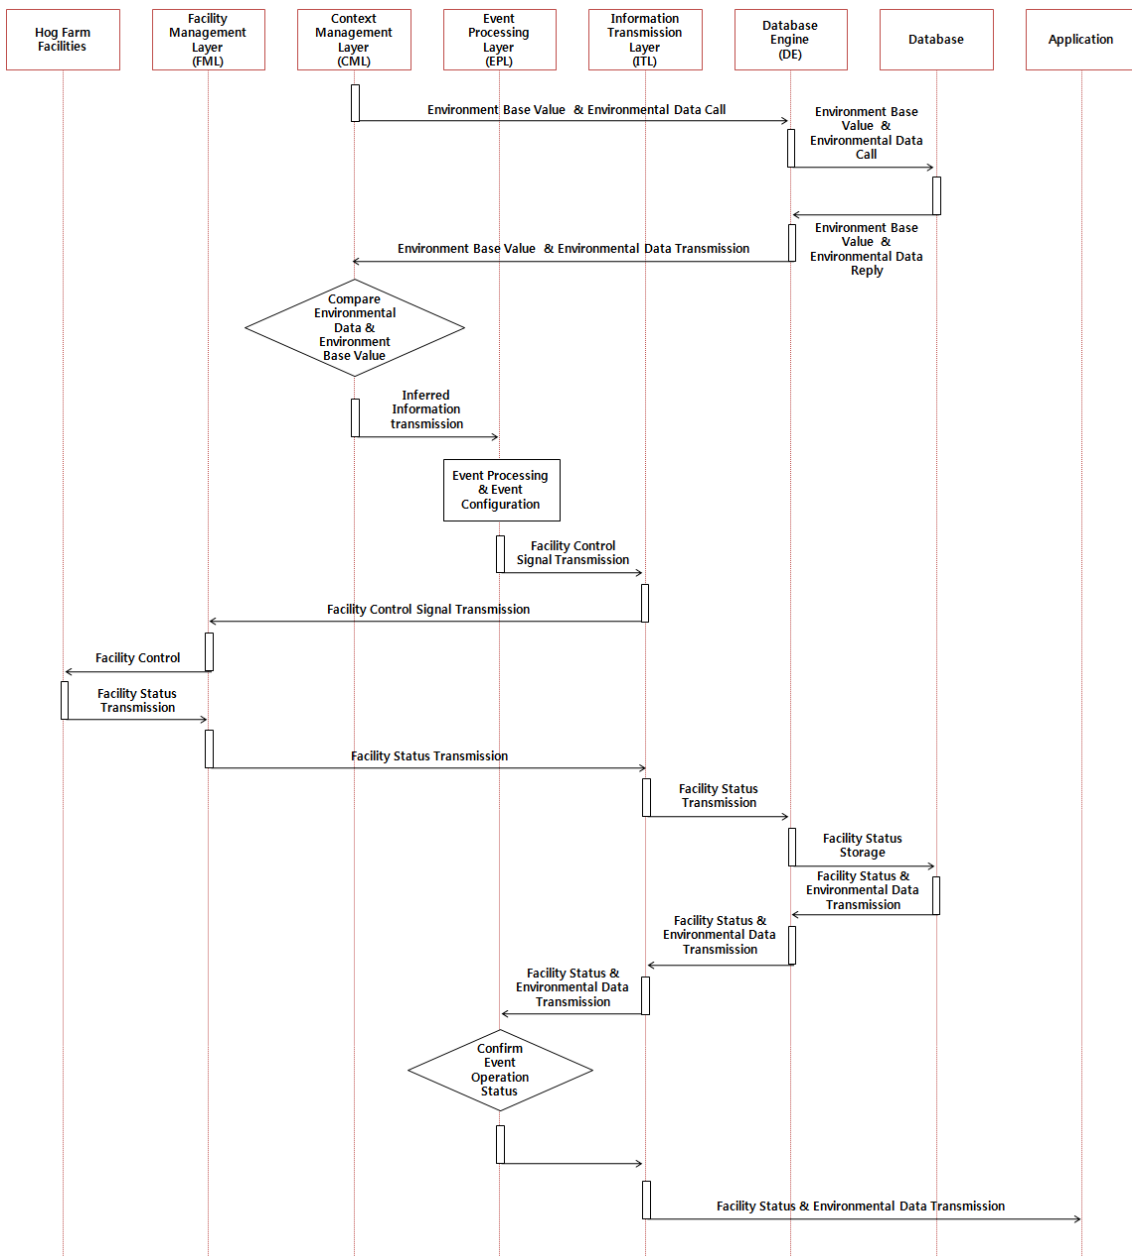 Hog Farm
Facilities
Facility
Management
Layer
(FML)
Context
Management
Layer
(CML)
Event
Processing
Layer
(EPL)
Information
Transmission
Layer
(ITL)
Database
Engine
(DE)
Database
Application
Environment Base Value & Environmental Data Call
Environment Base
Value &
Environmental Data
Call
Environment Base Value & Environmental Data Transmission
Environment Base
Value &
Environmental Data
Reply
Compare
Environmental
Data &
Environment
Base Value
Inferred
Information
transmission
Event Processing
& Event
Configuration
Facility Control
Signal Transmission
Facility Control Signal Transmission
Facility Control
Facility Status
Transmission
Facility Status Transmission
Facility Status
Transmission
Facility Status
Storage
Facility Status &
Environmental Data
Transmission
Facility Status &
Environmental Data
Transmission
Facility Status &
Environmental Data
Transmission
Confirm
Event
Operation
Status
Facility Status & Environmental Data Transmission